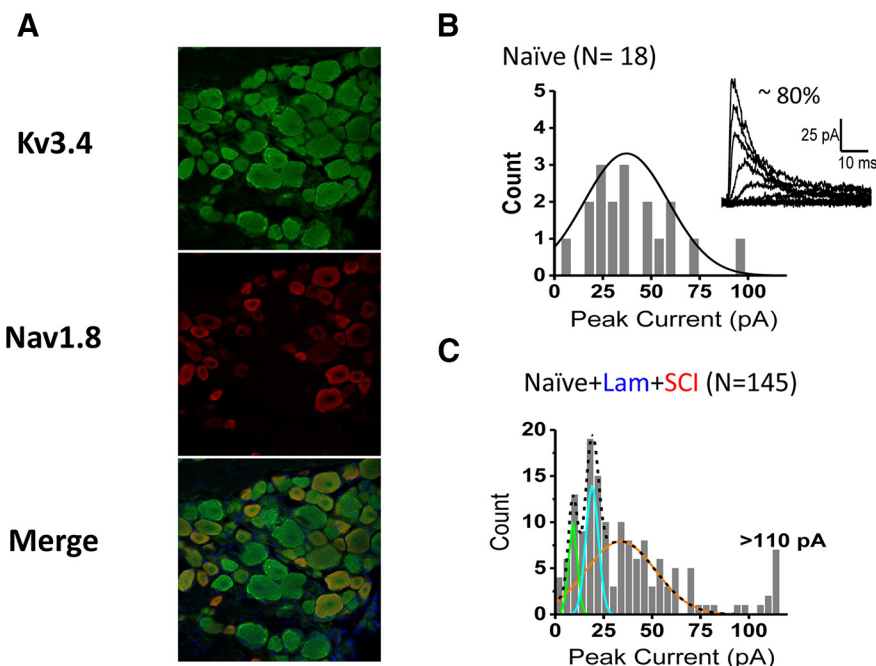 A
Kv3.4
Nav1.8
Merge
B
Naïve (N= 18)
~ 80%
25 pA
10 ms
Count
5
4
3
2
1
0
0 25 50 75 100
Peak Current (pA)
C
Naïve+Lam+SCI (N=145)
>110 pA
Count
20
15
10
5
0
0 25 50 75 100
Peak Current (pA)